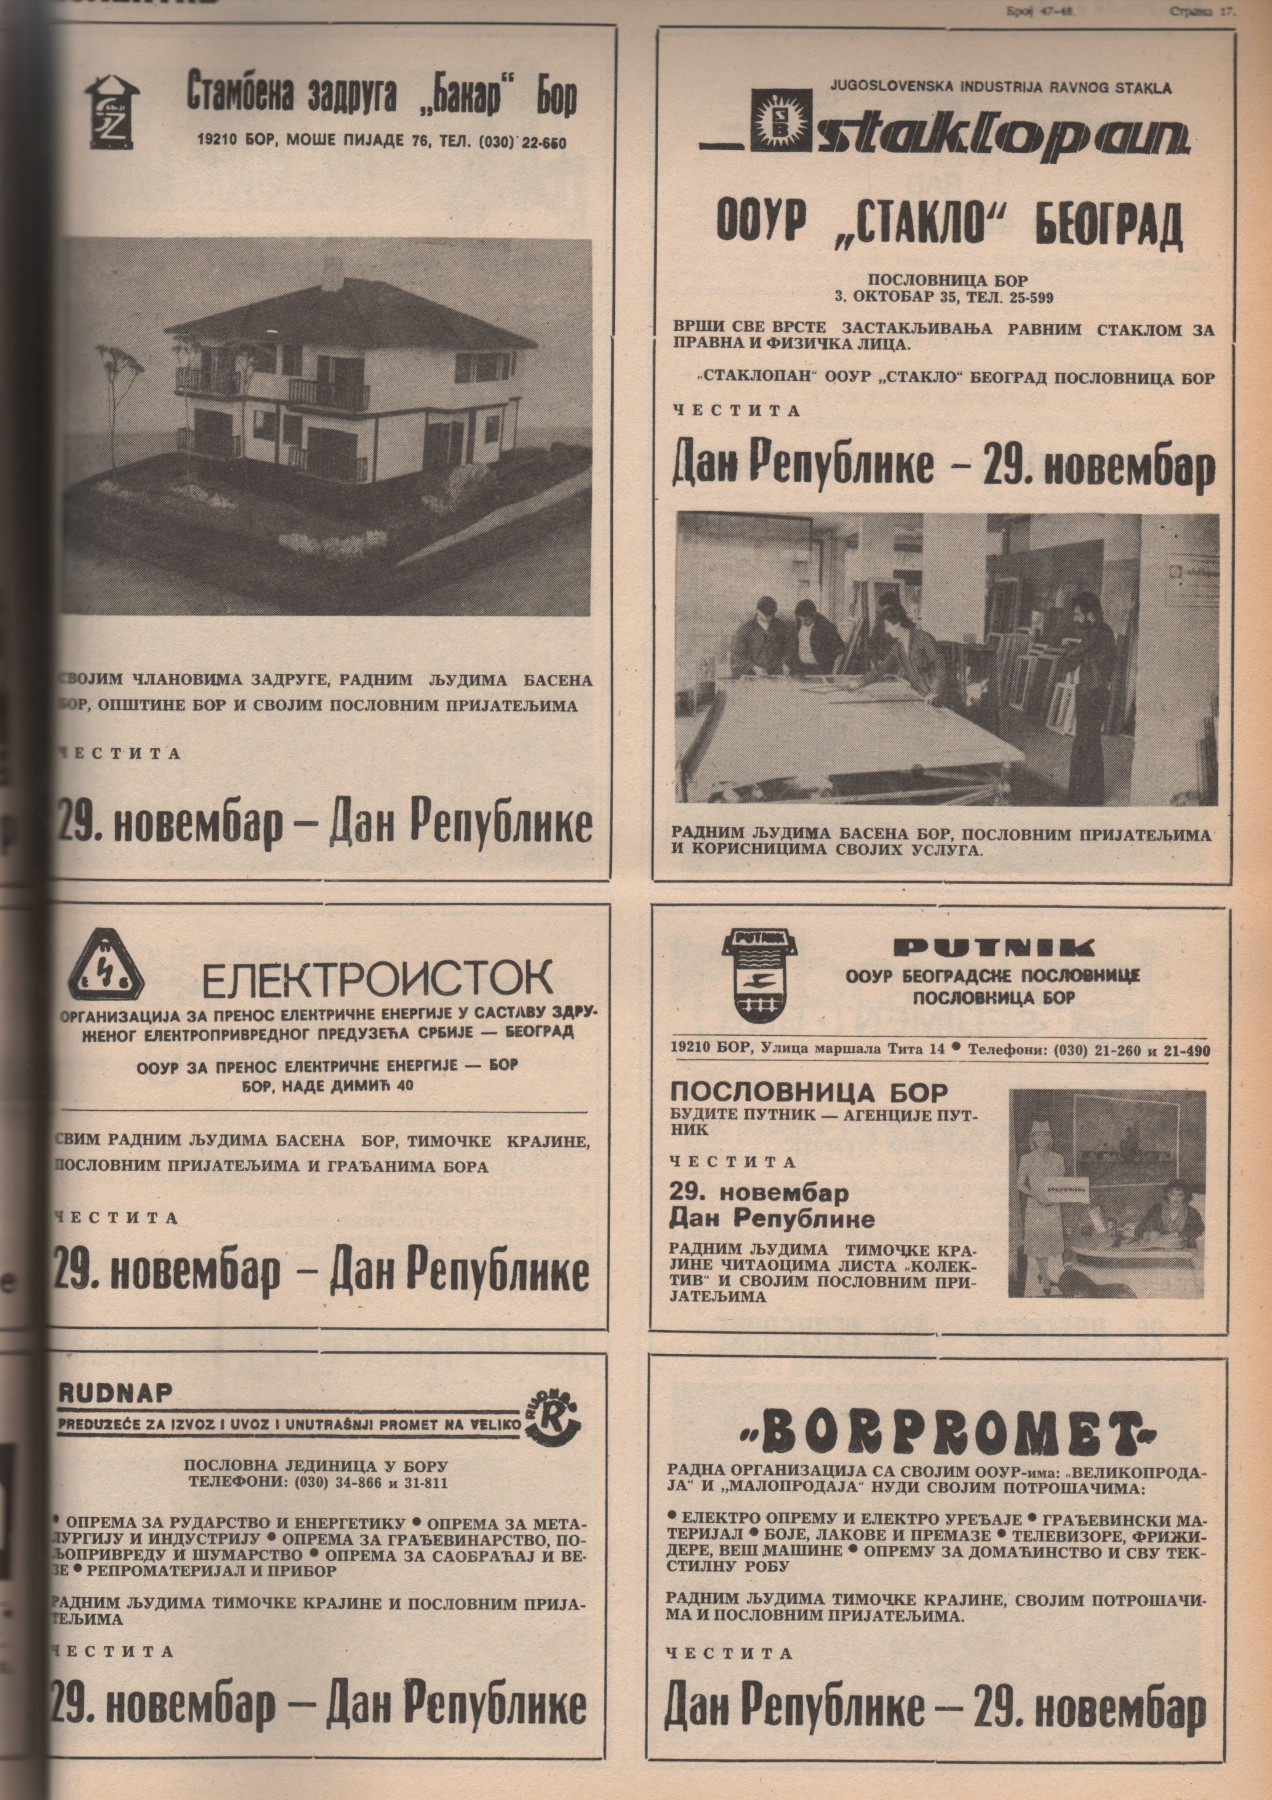 Број 47-48. Страна 17.
Стамбена задруга „Бакар“ Бор
19210 БОР, МОШЕ ПИЈАДЕ 76, ТЕЛ. (030) 22-650
СВОЈИМ ЧЛАНОВИМА ЗАДРУГЕ, РАДНИМ ЉУДИМА БАСЕНА
БОР, ОПШТИНЕ БОР И СВОЈИМ ПОСЛОВНИМ ПРИЈАТЕЉИМА
ЧЕСТИТА
29. новембар – Дан Републике
JUGOSLOVENSKA INDUSTRIJA RAVNOG STAKLA
SB
staklopan
ООУР „СТАКЛО“ БЕОГРАД
ПОСЛОВНИЦА БОР
3. ОКТОБАР 35, ТЕЛ. 25-599
ВРШИ СВЕ ВРСТЕ ЗАСТАКЉИВАЊА РАВНИМ СТАКЛОМ ЗА
ПРАВНА И ФИЗИЧКА ЛИЦА.
„СТАКЛОПАН“ ООУР „СТАКЛО“ БЕОГРАД ПОСЛОВНИЦА БОР
ЧЕСТИТА
Дан Републике – 29. новембар
РАДНИМ ЉУДИМА БАСЕНА БОР, ПОСЛОВНИМ ПРИЈАТЕЉИМА
И КОРИСНИЦИМА СВОЈИХ УСЛУГА.
ЕЛЕКТРОИСТОК
ОРГАНИЗАЦИЈА ЗА ПРЕНОС ЕЛЕКТРИЧНЕ ЕНЕРГИЈЕ У САСТАВУ ЗДРУ-
ЖЕНОГ ЕЛЕКТРОПРИВРЕДНОГ ПРЕДУЗЕЋА СРБИЈЕ — БЕОГРАД
ООУР ЗА ПРЕНОС ЕЛЕКТРИЧНЕ ЕНЕРГИЈЕ — БОР
БОР, НАДЕ ДИМИЋ 40
СВИМ РАДНИМ ЉУДИМА БАСЕНА БОР, ТИМОЧКЕ КРАЈИНЕ,
ПОСЛОВНИМ ПРИЈАТЕЉИМА И ГРАЂАНИМА БОРА
ЧЕСТИТА
29. новембар – Дан Републике
PUTNIK
PUTNIK
ООУР БЕОГРАДСКЕ ПОСЛОВНИЦЕ
ПОСЛОВНИЦА БОР
19210 БОР, Улица маршала Тита 14 ● Телефони: (030) 21-260 и 21-490
ПОСЛОВНИЦА БОР
БУДИТЕ ПУТНИК — АГЕНЦИЈЕ ПУТ-
НИК
ЧЕСТИТА
29. новембар
Дан Републике
РАДНИМ ЉУДИМА ТИМОЧКЕ КРА-
ЈИНЕ ЧИТАОЦИМА ЛИСТА „КОЛЕК-
ТИВ“ И СВОЈИМ ПОСЛОВНИМ ПРИ-
ЈАТЕЉИМА
RUDNAP
PREDUZEĆE ZA IZVOZ I UVOZ I UNUTRAŠNJI PROMET NA VELIKO
ПОСЛОВНА ЈЕДИНИЦА У БОРУ
ТЕЛЕФОНИ: (030) 34-866 и 31-811
● ОПРЕМА ЗА РУДАРСТВО И ЕНЕРГЕТИКУ ● ОПРЕМА ЗА МЕТА-
ЛУРГИЈУ И ИНДУСТРИЈУ ● ОПРЕМА ЗА ГРАЂЕВИНАРСТВО, ПО-
ЉОПРИВРЕДУ И ШУМАРСТВО ● ОПРЕМА ЗА САОБРАЋАЈ И ВЕ-
ЗЕ ● РЕПРОМАТЕРИЈАЛ И ПРИБОР
РАДНИМ ЉУДИМА ТИМОЧКЕ КРАЈИНЕ И ПОСЛОВНИМ ПРИЈА-
ТЕЉИМА
ЧЕСТИТА
29. новембар – Дан Републике
„BORPROMET“
РАДНА ОРГАНИЗАЦИЈА СА СВОЈИМ ООУР-има: „ВЕЛИКОПРОДА-
ЈА“ И „МАЛОПРОДАЈА“ НУДИ СВОЈИМ ПОТРОШАЧИМА:
● ЕЛЕКТРО ОПРЕМУ И ЕЛЕКТРО УРЕЂАЈЕ ● ГРАЂЕВИНСКИ МА-
ТЕРИЈАЛ ● БОЈЕ, ЛАКОВЕ И ПРЕМАЗЕ ● ТЕЛЕВИЗОРЕ, ФРИЖИ-
ДЕРЕ, ВЕШ МАШИНЕ ● ОПРЕМУ ЗА ДОМАЋИНСТВО И СВУ ТЕК-
СТИЛНУ РОБУ
РАДНИМ ЉУДИМА ТИМОЧКЕ КРАЈИНЕ, СВОЈИМ ПОТРОШАЧИ-
МА И ПОСЛОВНИМ ПРИЈАТЕЉИМА.
ЧЕСТИТА
Дан Републике – 29. новембар